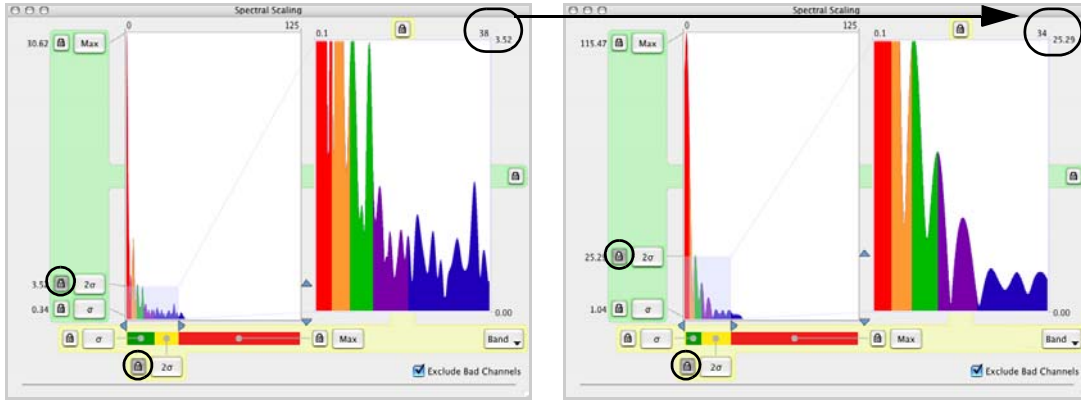 Spectral Scaling
0 125
30.62 Max
0.1
38
3.52
3.52 2σ
0.34 σ
0.00
σ Max Band
2σ
Exclude Bad Channels
Spectral Scaling
0 125
115.47 Max
0.1
34
25.29
25.29 2σ
1.04 σ
0.00
σ Max Band
2σ
Exclude Bad Channels